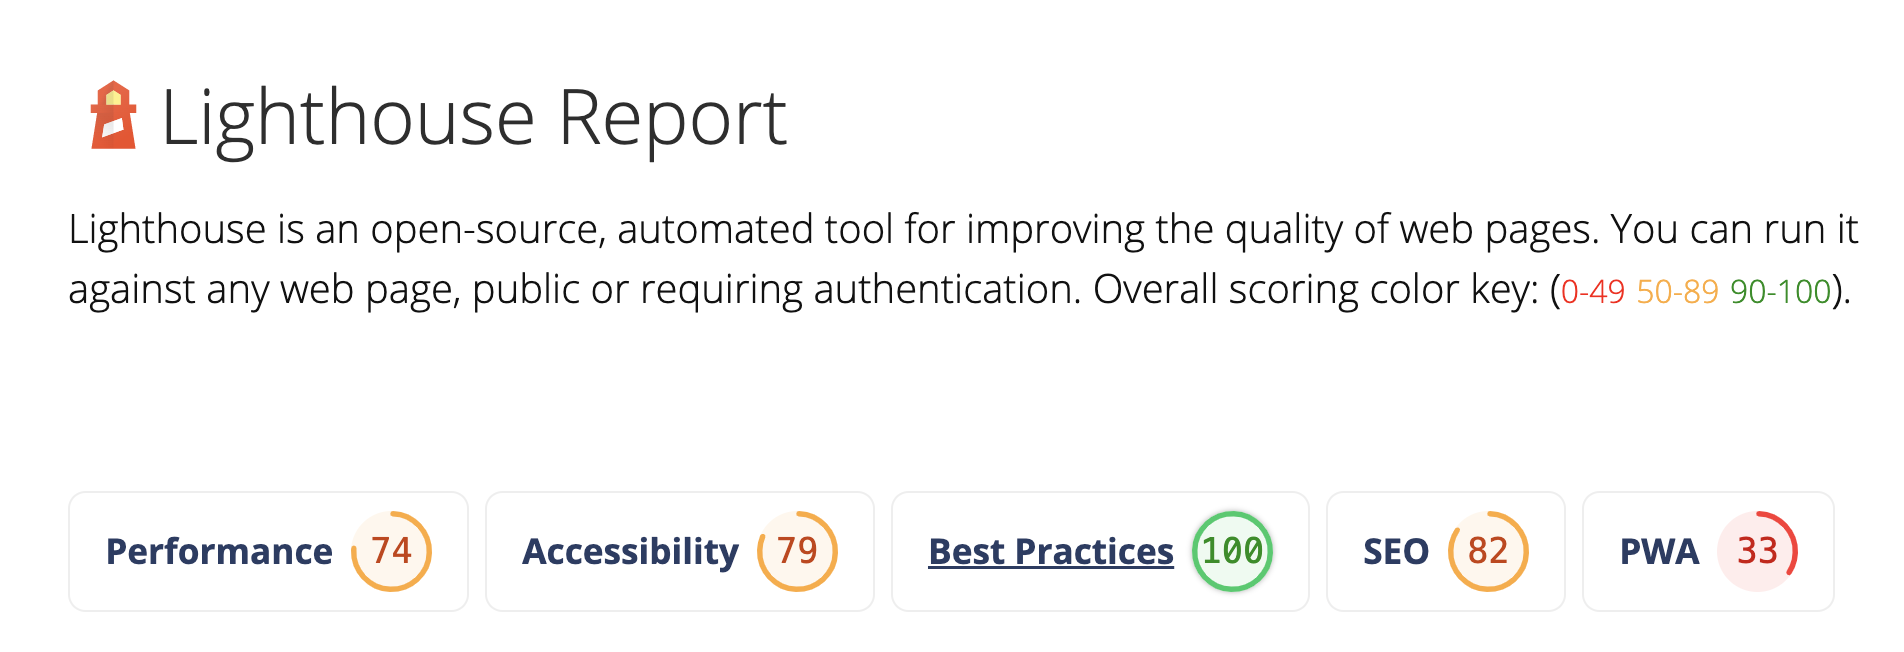 Lighthouse Report
Lighthouse is an open-source, automated tool for improving the quality of web pages. You can run it
against any web page, public or requiring authentication. Overall scoring color key: (0-49 50-89 90-100).
Performance 74 Accessibility 79 Best Practices 100 SEO 82 PWA 33